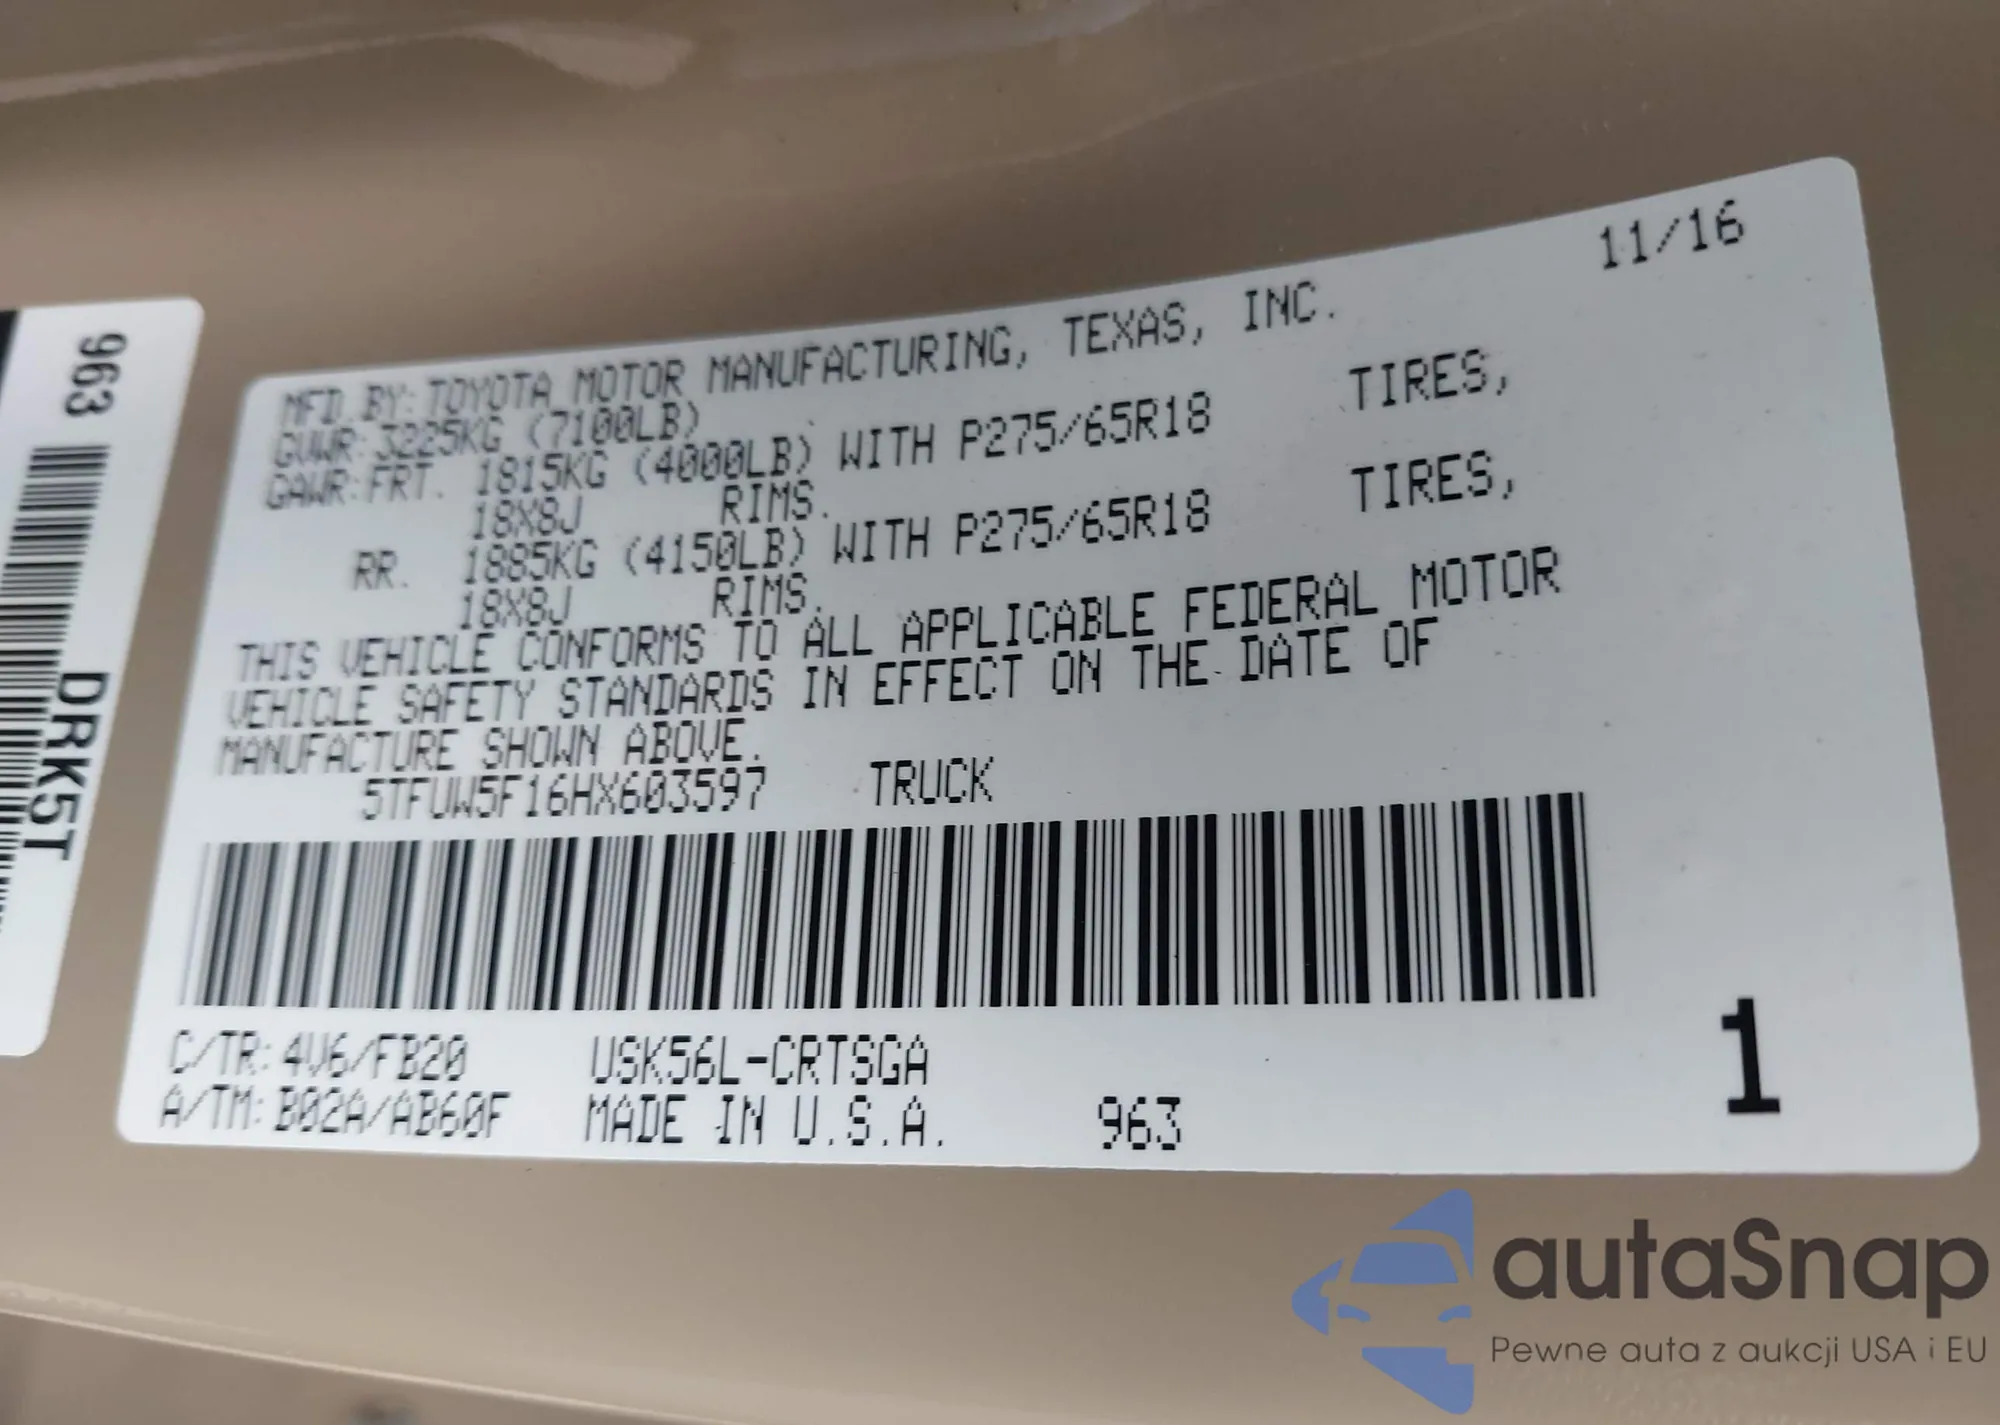 11/16
MFD. BY: TOYOTA MOTOR MANUFACTURING, TEXAS, INC.
GVWR: 3225KG (7100LB)
GAWR: FRT. 1815KG (4000LB) WITH P275/65R18 TIRES,
18X8J RIMS.
RR. 1885KG (4150LB) WITH P275/65R18 TIRES,
18X8J RIMS.
THIS VEHICLE CONFORMS TO ALL APPLICABLE FEDERAL MOTOR
VEHICLE SAFETY STANDARDS IN EFFECT ON THE DATE OF
MANUFACTURE SHOWN ABOVE.
5TFUW5F16HX603597 TRUCK
C/TR: 4V6/FB20 USK56L-CRTSGA
A/TM: B02A/AB60F MADE IN U.S.A. 963
1
963
DRK5T
autaSnap
Pewne auta z aukcji USA i EU